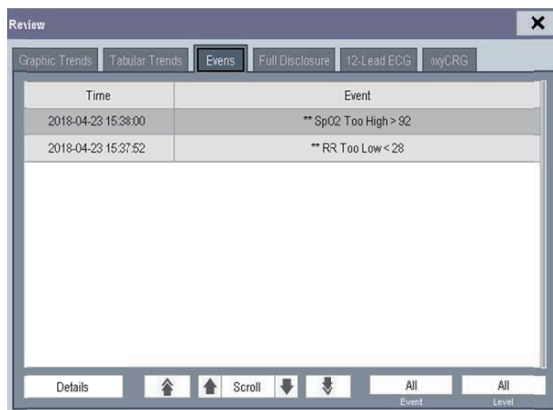 Review
Graphic Trends Tabular Trends Evens Full Disclosure 12-Lead ECG oxyCRG
Time Event
2018-04-23 15:38:00 ** SpO2 Too High > 92
2018-04-23 15:37:52 ** RR Too Low < 28
Details Scroll All All
Event Level